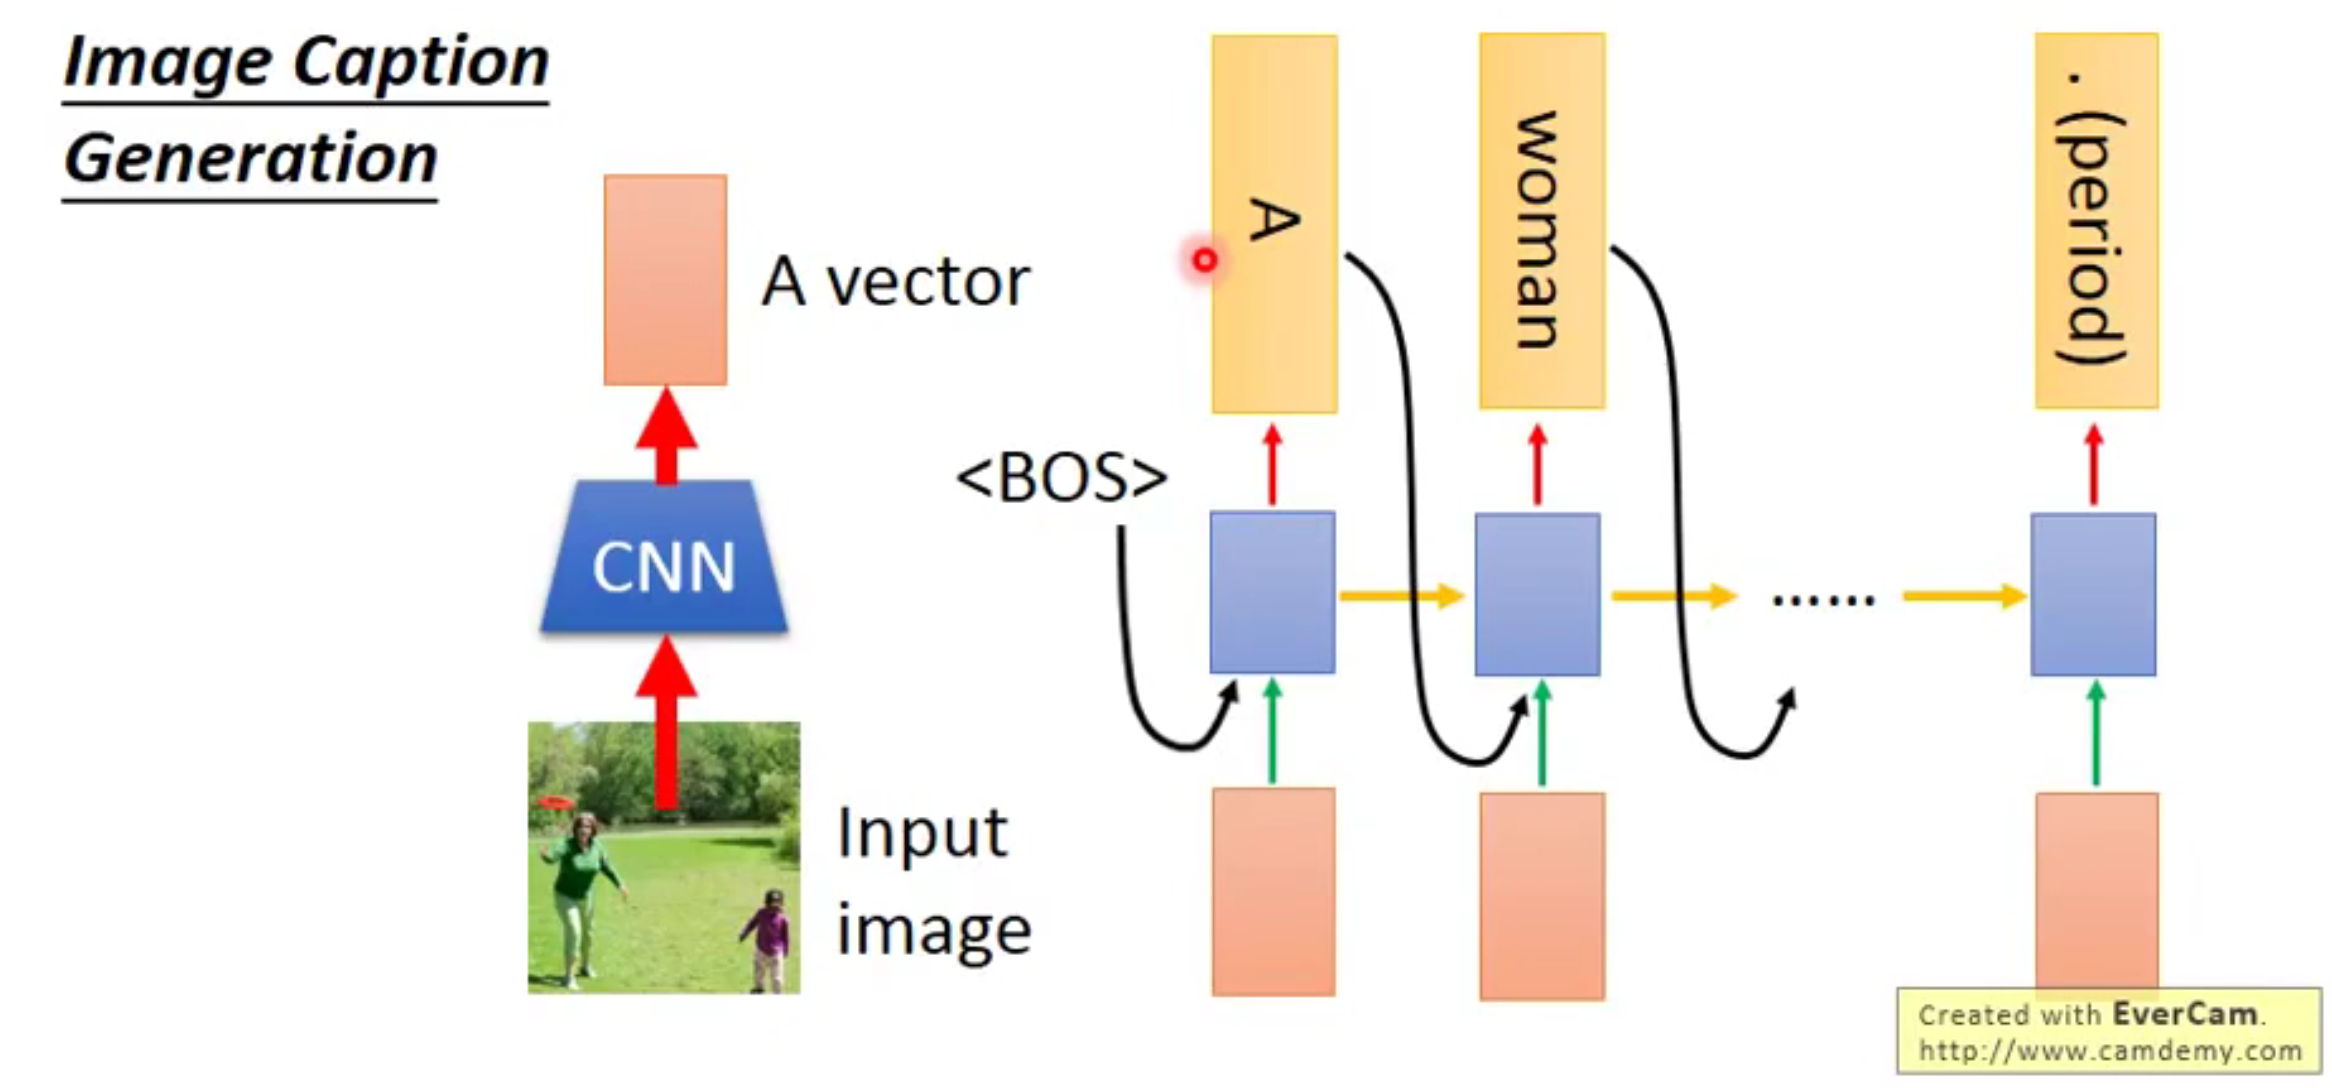 Image Caption
Generation
A vector
CNN
Input
image
<BOS>
A
woman
. (period)
......
Created with EverCam.
http://www.camdemy.com